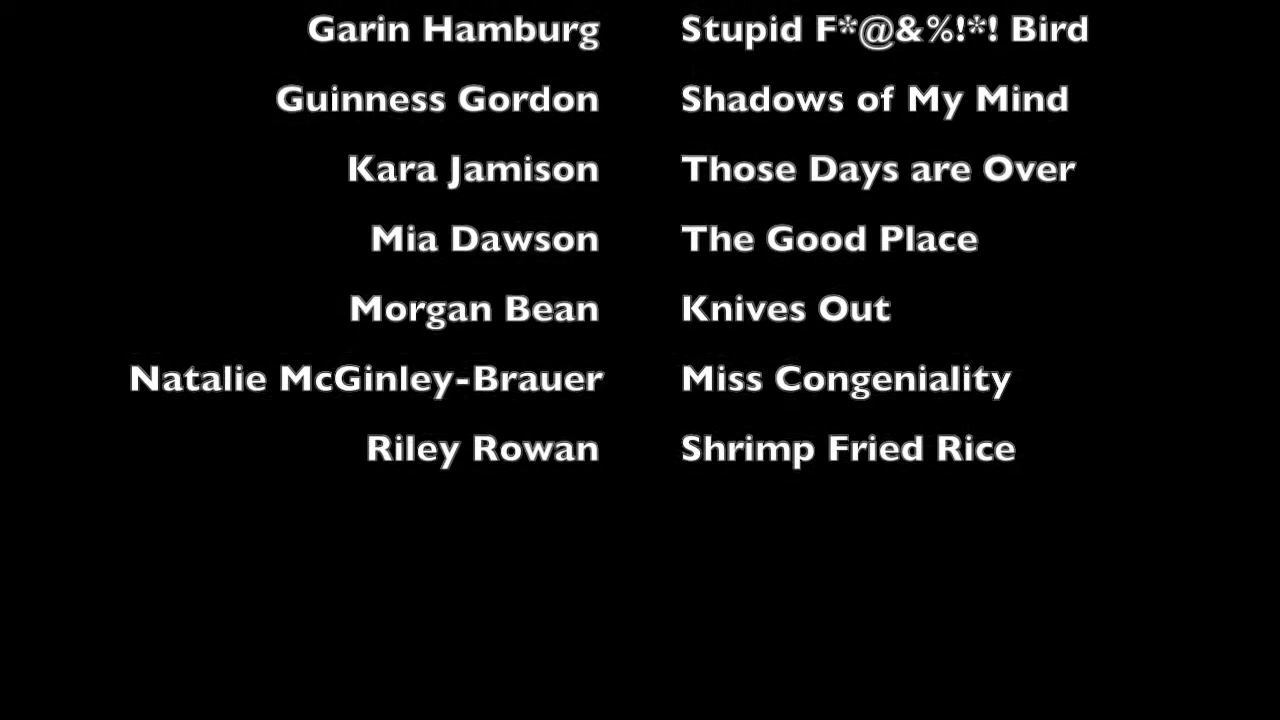 Garin Hamburg Stupid F*@&%!*! Bird
Guinness Gordon Shadows of My Mind
Kara Jamison Those Days are Over
Mia Dawson The Good Place
Morgan Bean Knives Out
Natalie McGinley-Brauer Miss Congeniality
Riley Rowan Shrimp Fried Rice